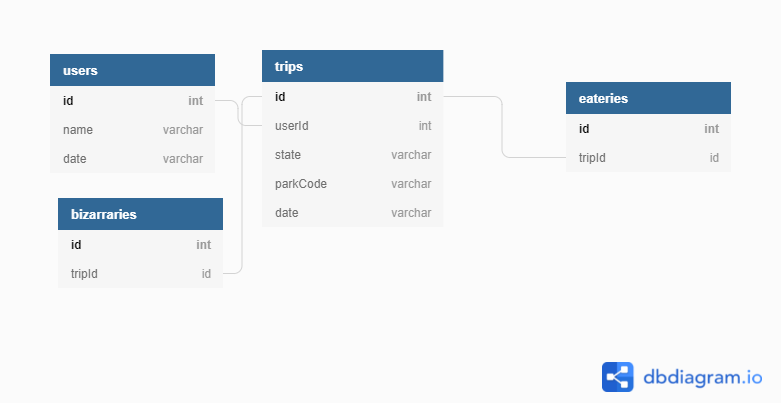 users
id int
name varchar
date varchar
trips
id int
userId int
state varchar
parkCode varchar
date varchar
eateries
id int
tripId id
bizarraries
id int
tripId id
dbdiagram.io